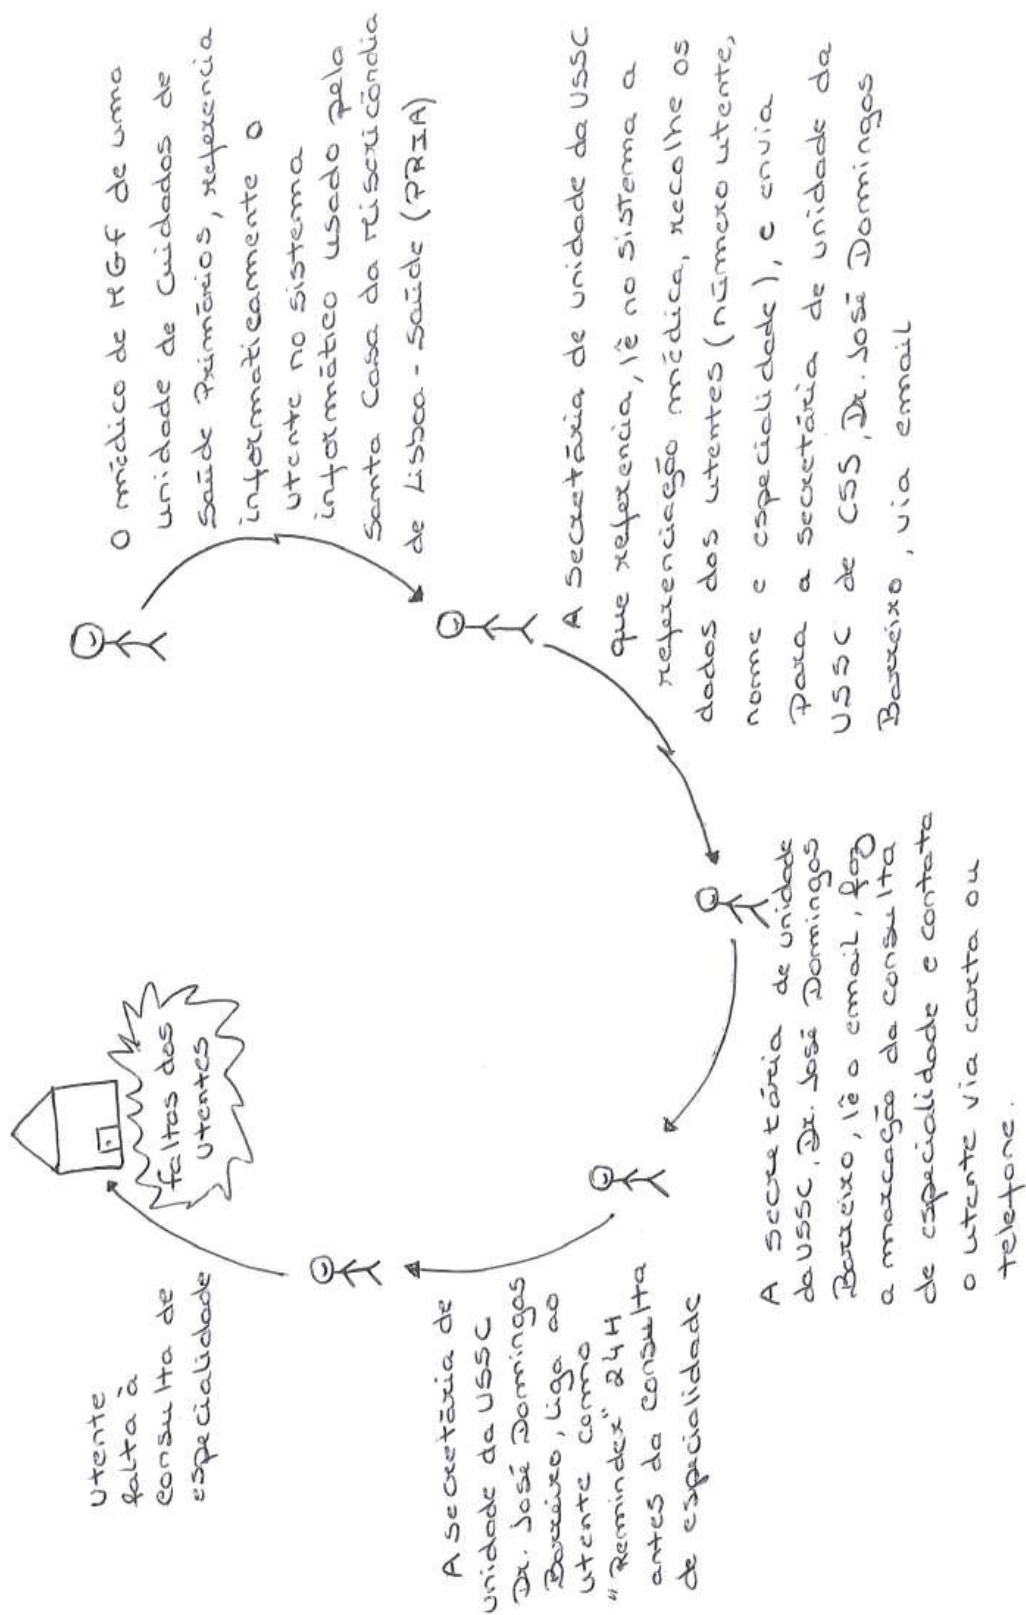 O médico de MGF de uma
unidade de Cuidados de
Saúde Primários, referencia
informaticamente o
utente no sistema
informático usado pela
Santa Casa da Misericórdia
de Lisboa - Saúde (PRIA)
A Secretária de unidade da USSC
que referencia, lê no sistema a
referenciação médica, recolhe os
dados dos utentes (número utente,
nome e especialidade), e envia
para a secretária de unidade da
USSC de CSS, Dr. José Domingos
Barreiro, via email
A secretária de unidade
da USSC, Dr. José Domingos
Barreiro, lê o email, faz
a marcação da consulta
de especialidade e contata
o utente via carta ou
telefone.
A secretária de
unidade da USSC
Dr. José Domingos
Barreiro, liga ao
utente como
"Reminder" 24H
antes da consulta
de especialidade
Utente
falta à
consulta de
especialidade
faltas dos
utentes